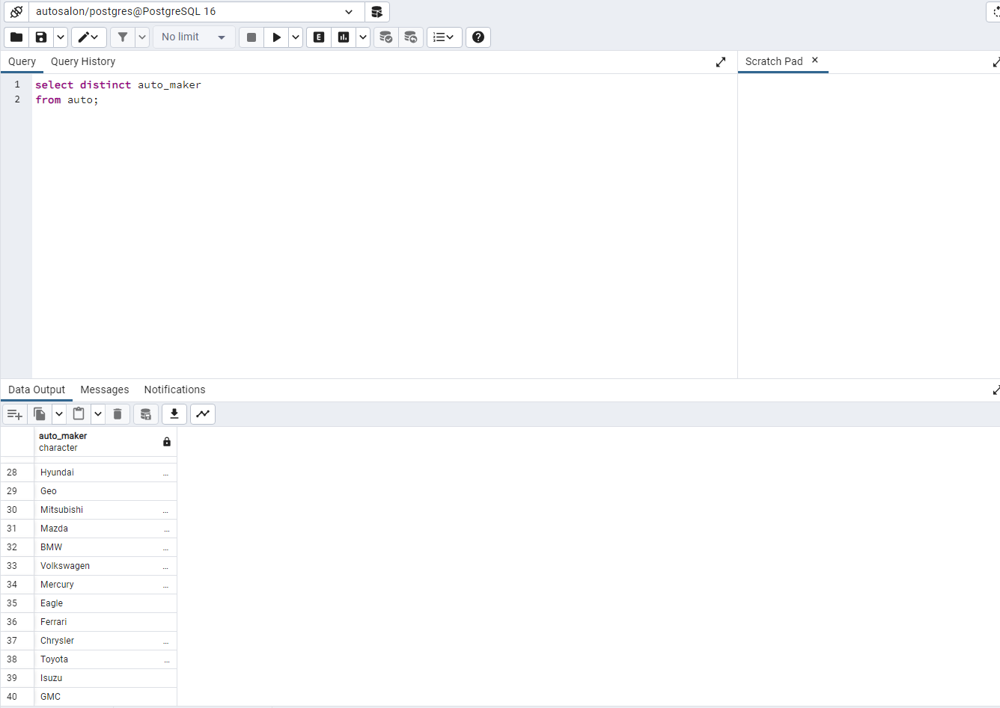 autosalon/postgres@PostgreSQL 16
No limit
E
Query Query History
Scratch Pad
1 select distinct auto_maker
2 from auto;
Data Output Messages Notifications
auto_maker
character
28 Hyundai ...
29 Geo
30 Mitsubishi ...
31 Mazda ...
32 BMW ...
33 Volkswagen ...
34 Mercury ...
35 Eagle
36 Ferrari
37 Chrysler ...
38 Toyota ...
39 Isuzu
40 GMC